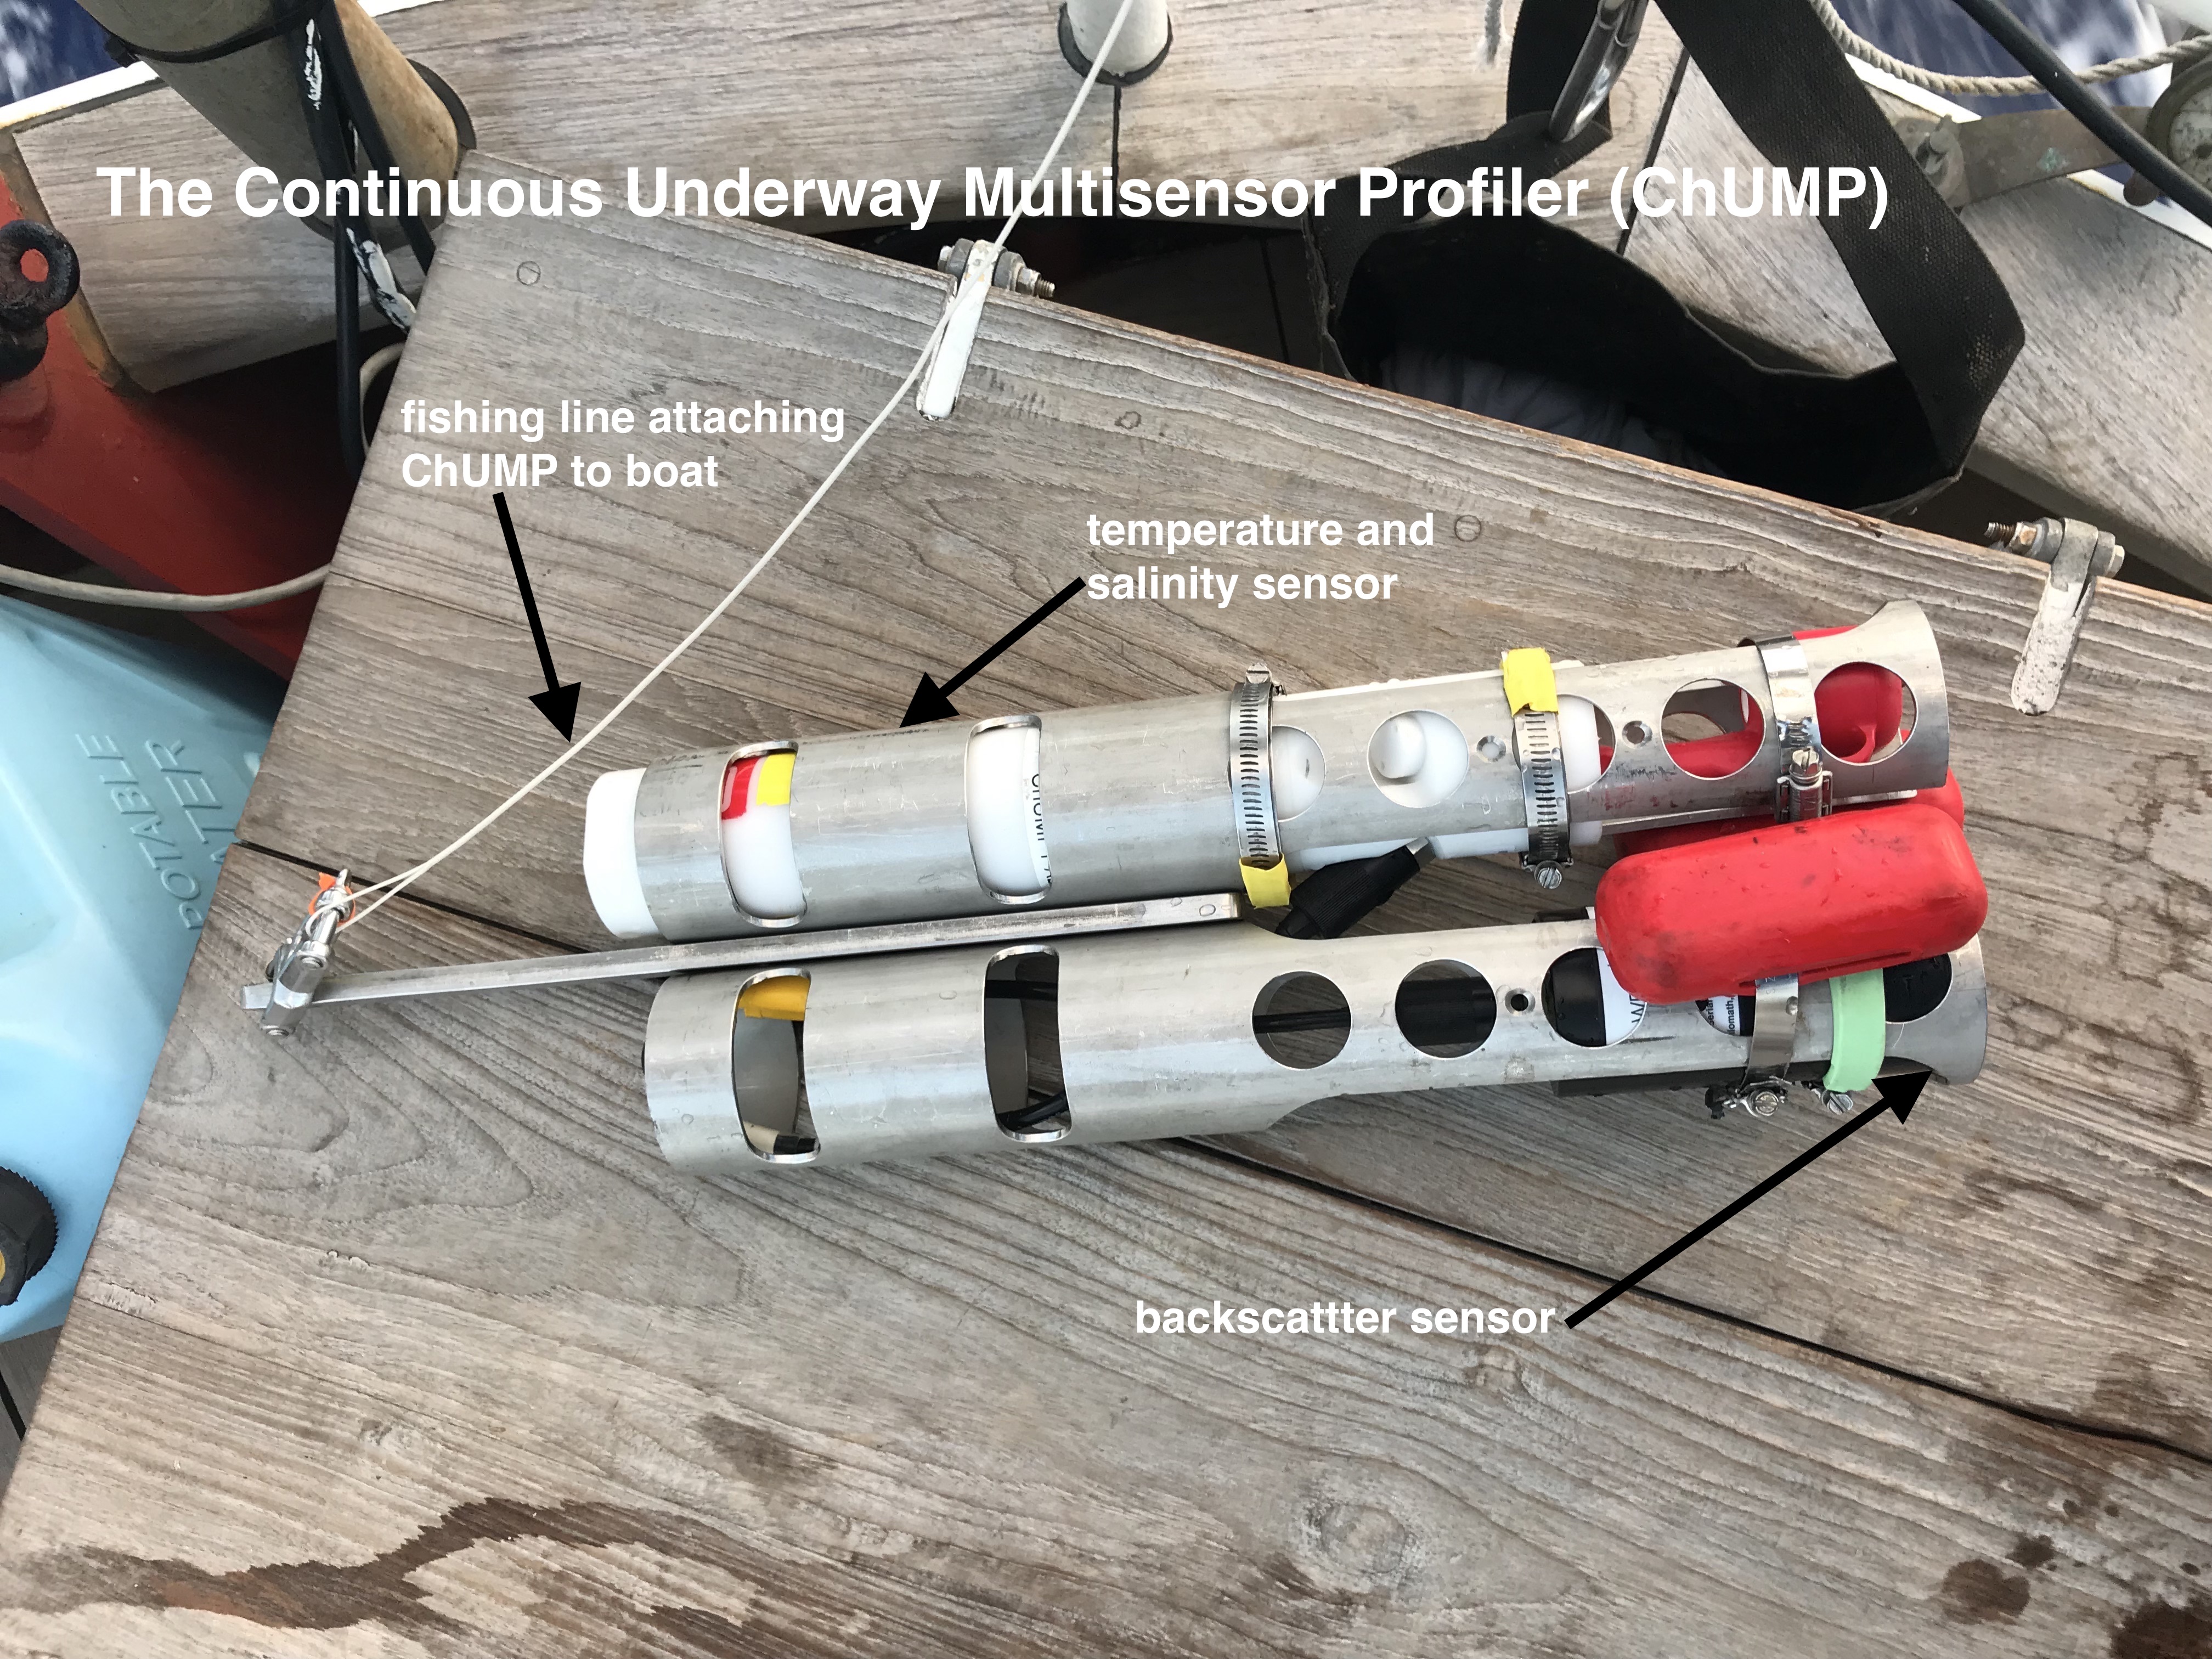 The Continuous Underway Multisensor Profiler (ChUMP)
fishing line attaching
ChUMP to boat
temperature and
salinity sensor
POTABLE
WATER
backscattter sensor